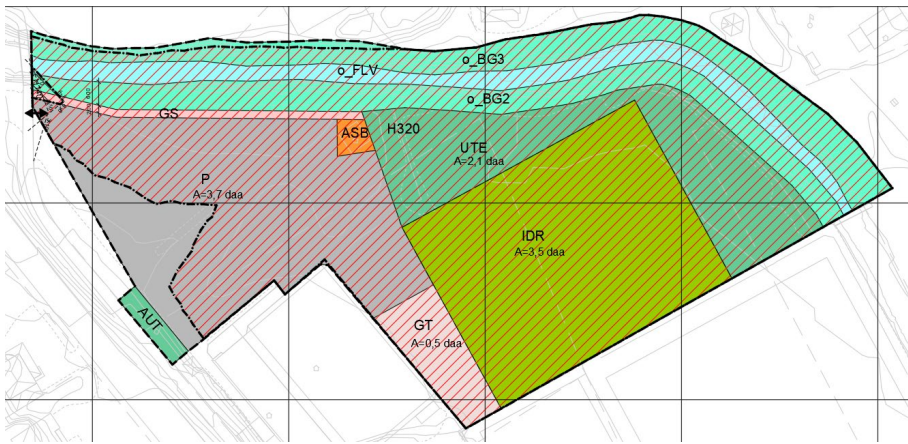 o_BG3
o_FLV
o_BG2
GS
ASB
H320
UTE
A=2,1 daa
P
A=3,7 daa
IDR
A=3,5 daa
AUT
GT
A=0,5 daa